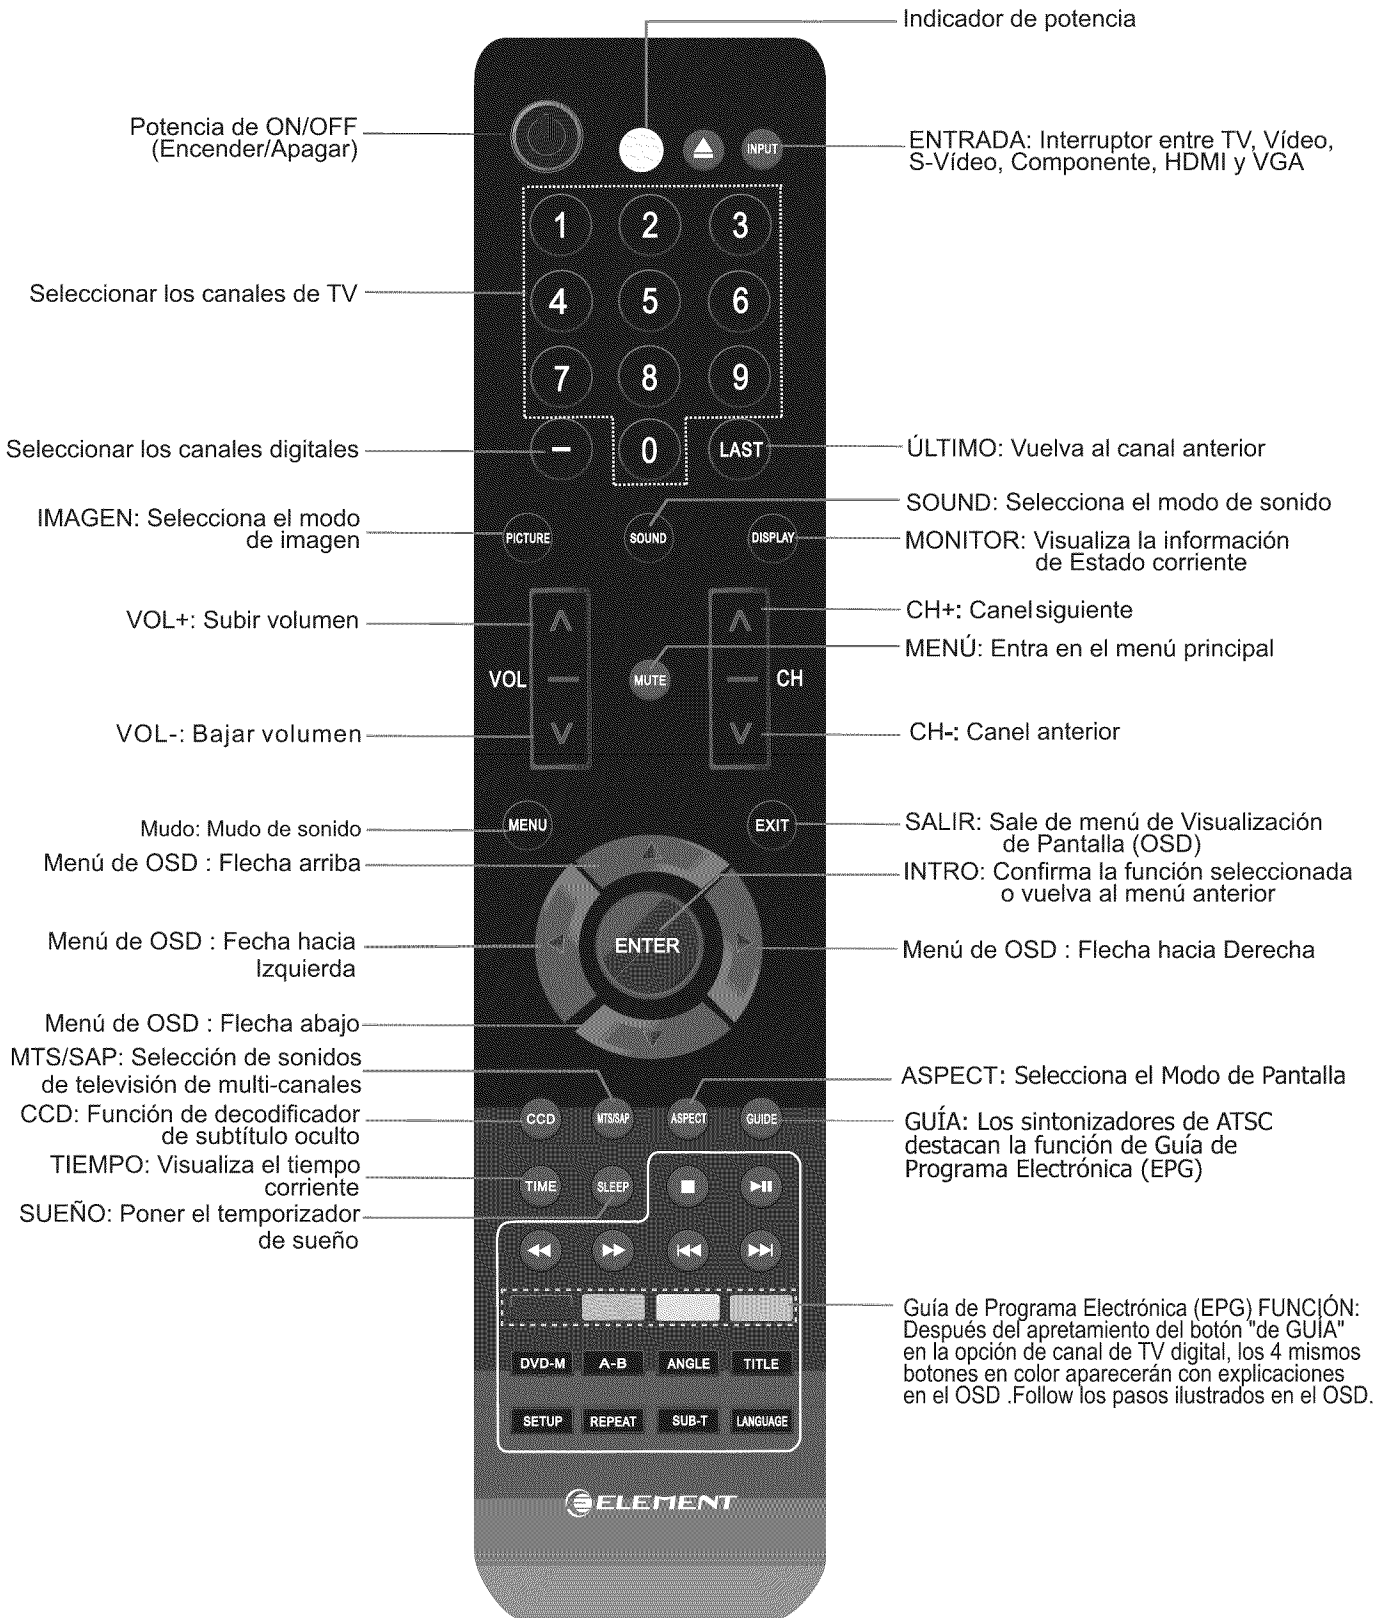 Indicador de potencia
Potencia de ON/OFF
(Encender/Apagar)
INPUT
ENTRADA: Interruptor entre TV, Vídeo,
S-Vídeo, Componente, HDMI y VGA
1 2 3
Seleccionar los canales de TV
4 5 6
7 8 9
Seleccionar los canales digitales
– 0 LAST
ÚLTIMO: Vuelva al canal anterior
SOUND: Selecciona el modo de sonido
IMAGEN: Selecciona el modo
de imagen
PICTURE SOUND DISPLAY
MONITOR: Visualiza la información
de Estado corriente
VOL+: Subir volumen
CH+: Canel siguiente
MENÚ: Entra en el menú principal
VOL MUTE CH
VOL-: Bajar volumen
CH-: Canel anterior
Mudo: Mudo de sonido
MENU EXIT
SALIR: Sale de menú de Visualización
de Pantalla (OSD)
Menú de OSD : Flecha arriba
INTRO: Confirma la función seleccionada
o vuelva al menú anterior
Menú de OSD : Fecha hacia
Izquierda
ENTER
Menú de OSD : Flecha hacia Derecha
Menú de OSD : Flecha abajo
MTS/SAP: Selección de sonidos
de televisión de multi-canales
ASPECT: Selecciona el Modo de Pantalla
CCD: Función de decodificador
de subtítulo oculto
CCD MTS/SAP ASPECT GUIDE
GUÍA: Los sintonizadores de ATSC
destacan la función de Guía de
Programa Electrónica (EPG)
TIEMPO: Visualiza el tiempo
corriente
TIME SLEEP
SUEÑO: Poner el temporizador
de sueño
Guía de Programa Electrónica (EPG) FUNCIÓN:
Después del apretamiento del botón "de GUÍA"
en la opción de canal de TV digital, los 4 mismos
botones en color aparecerán con explicaciones
en el OSD .Follow los pasos ilustrados en el OSD.
DVD-M A-B ANGLE TITLE
SETUP REPEAT SUB-T LANGUAGE
ELEMENT